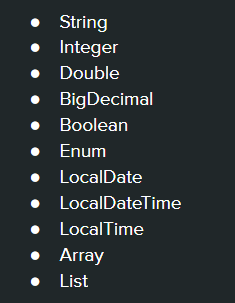 ● String
● Integer
● Double
● BigDecimal
● Boolean
● Enum
● LocalDate
● LocalDateTime
● LocalTime
● Array
● List